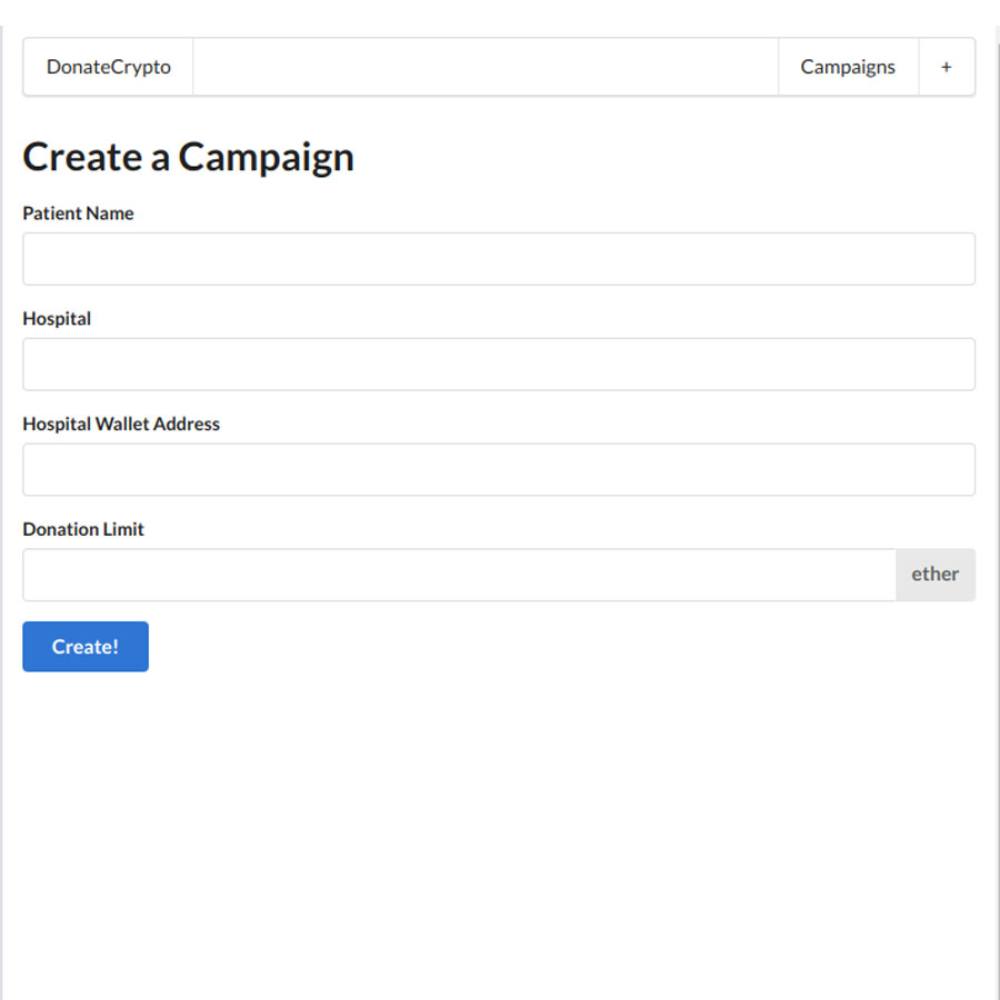 DonateCrypto Campaigns +
Create a Campaign
Patient Name
Hospital
Hospital Wallet Address
Donation Limit
ether
Create!